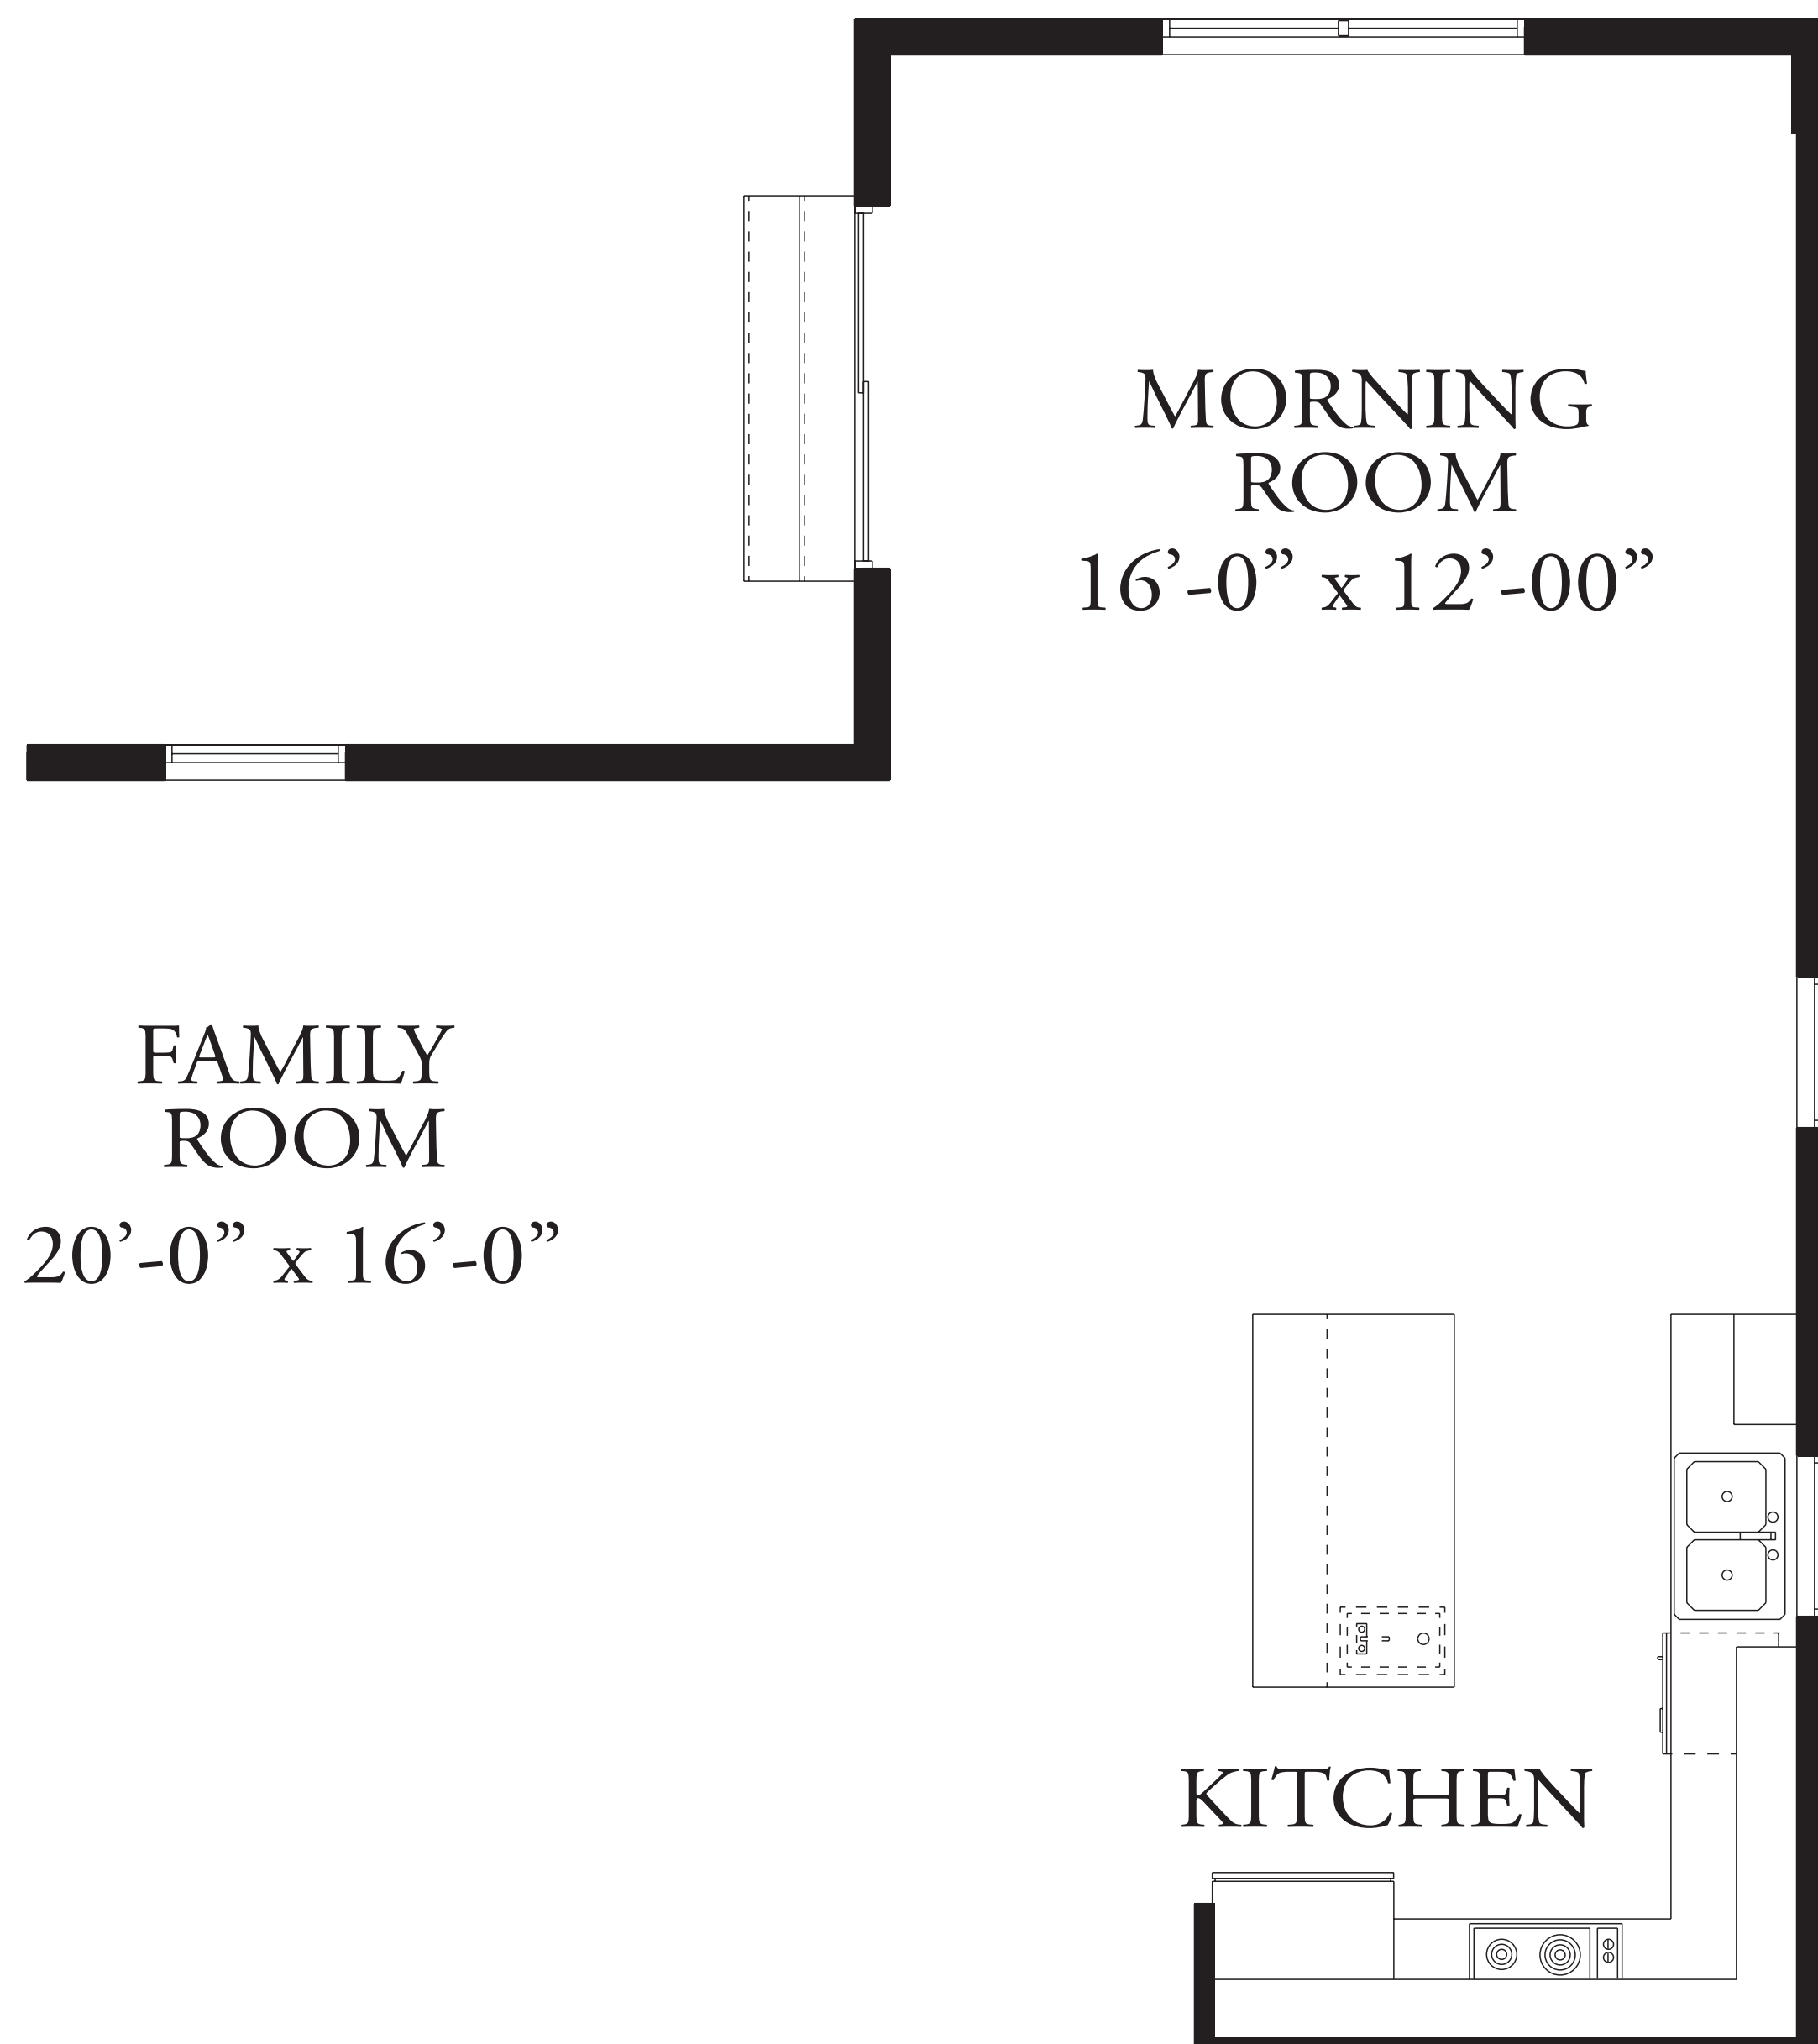 MORNING
ROOM
16’-0” x 12’-00”
FAMILY
ROOM
20’-0” x 16’-0”
KITCHEN